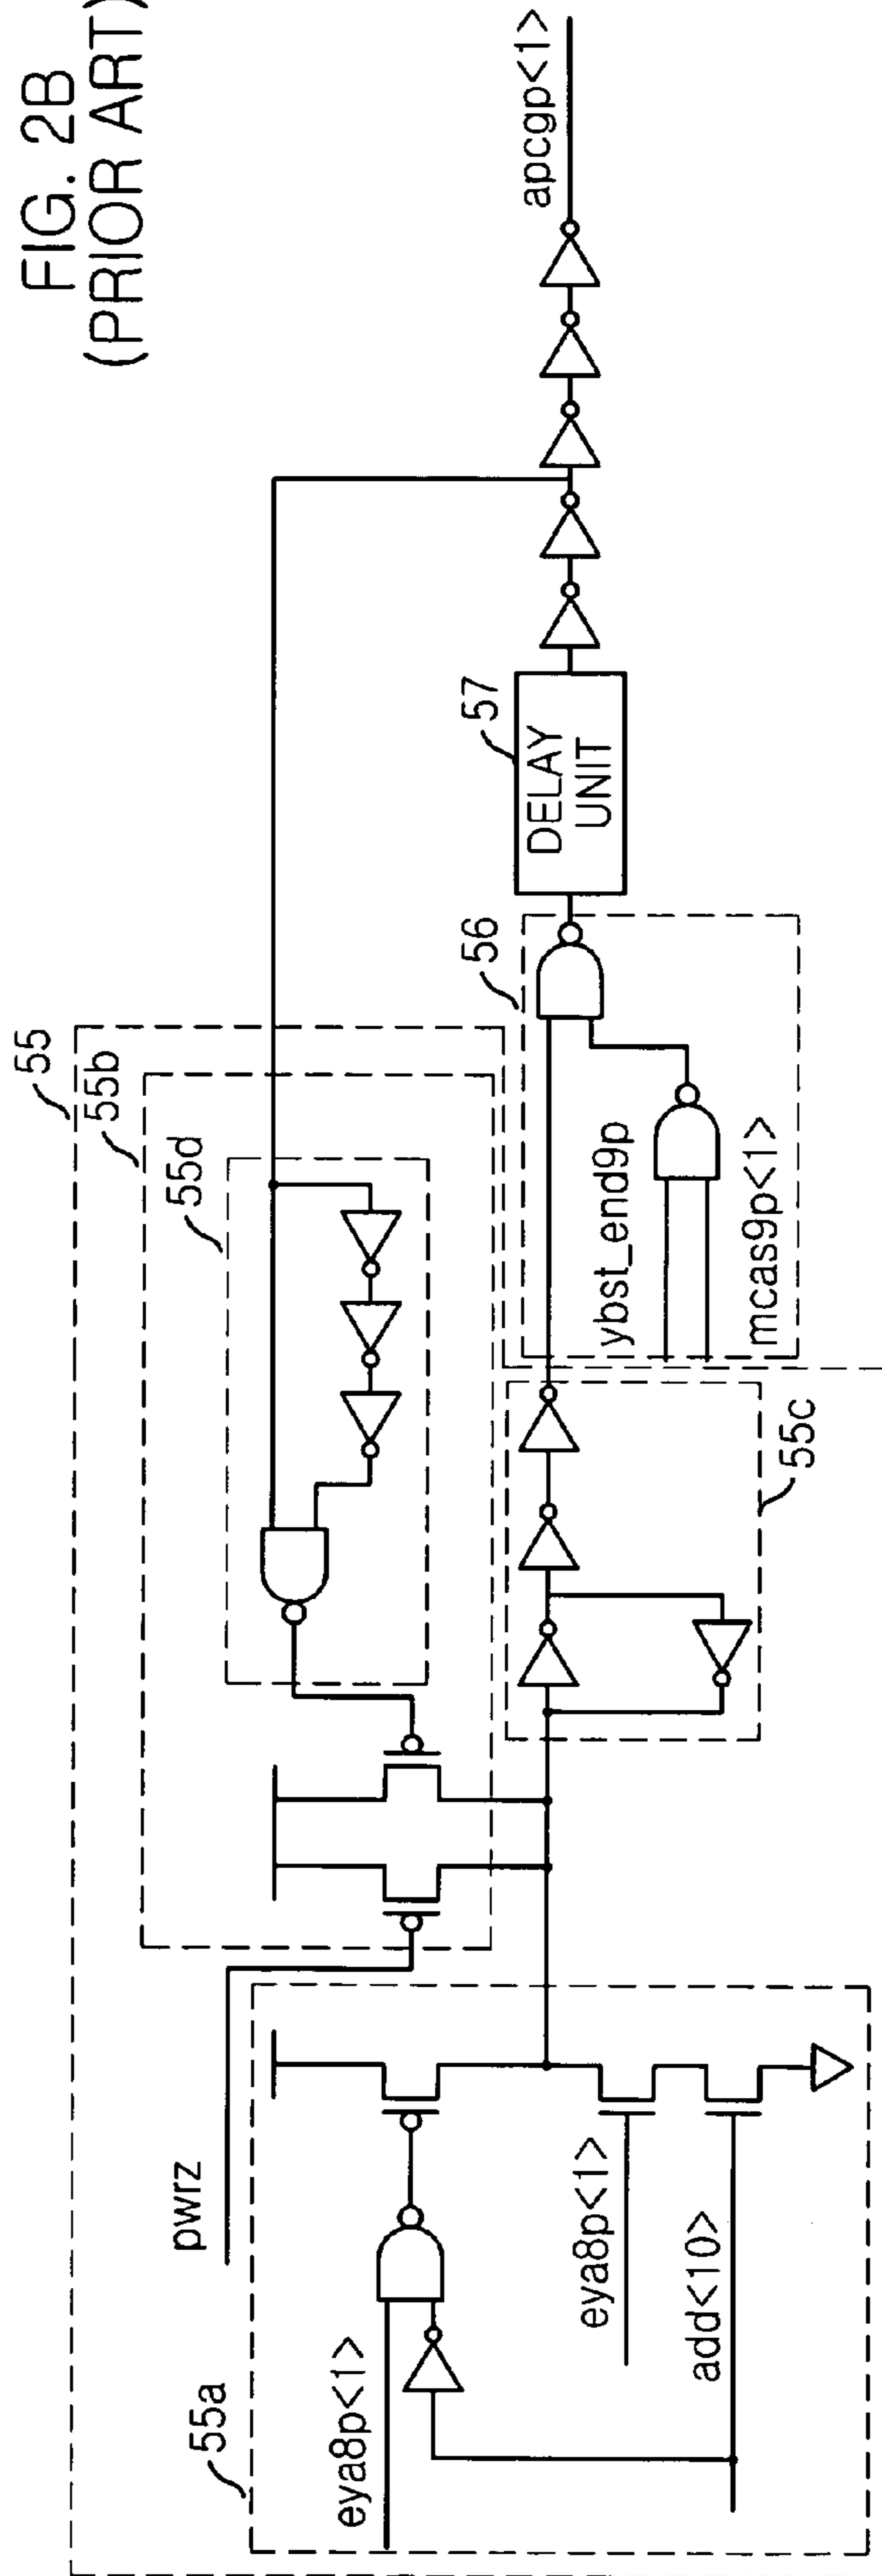 FIG. 2B
(PRIOR ART)
55
55b
55d
pwrz
55a
eya8p<1>
eya8p<1>
add<10>
55c
56
ybst_end9p
mcas9p<1>
57
DELAY
UNIT
apcgp<1>